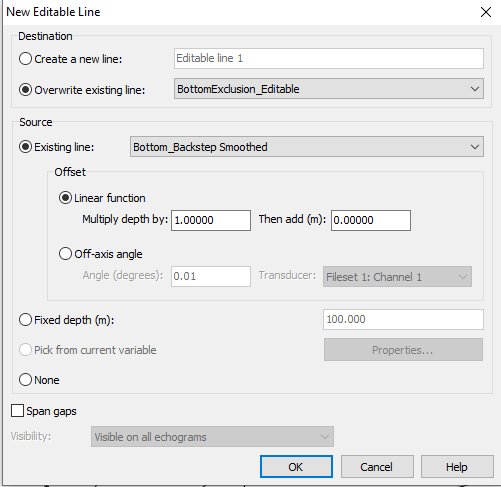 New Editable Line
Destination
Create a new line: Editable line 1
Overwrite existing line: BottomExclusion_Editable
Source
Existing line: Bottom_Backstep Smoothed
Offset
Linear function
Multiply depth by: 1.00000 Then add (m): 0.00000
Off-axis angle
Angle (degrees): 0.01 Transducer: Fileset 1: Channel 1
Fixed depth (m): 100.000
Pick from current variable Properties...
None
Span gaps
Visibility: Visible on all echograms
OK Cancel Help